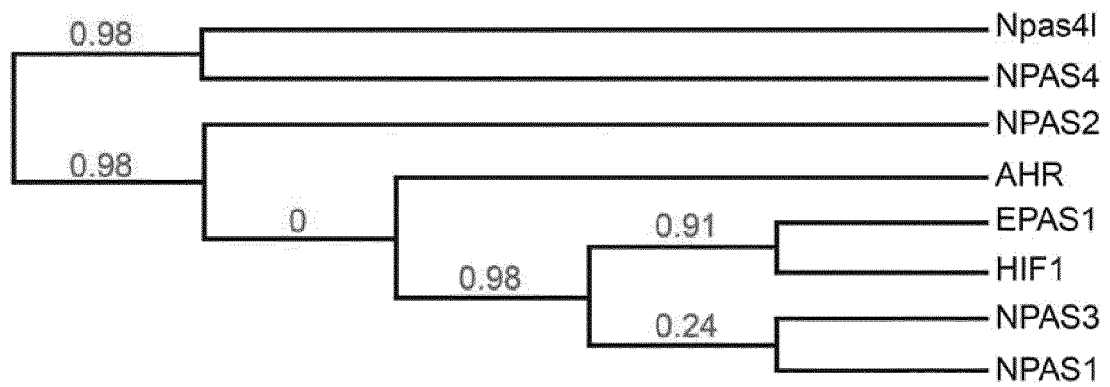 0.98
Npas4l
NPAS4
NPAS2
0.98
AHR
0
0.91
EPAS1
0.98
HIF1
0.24
NPAS3
NPAS1